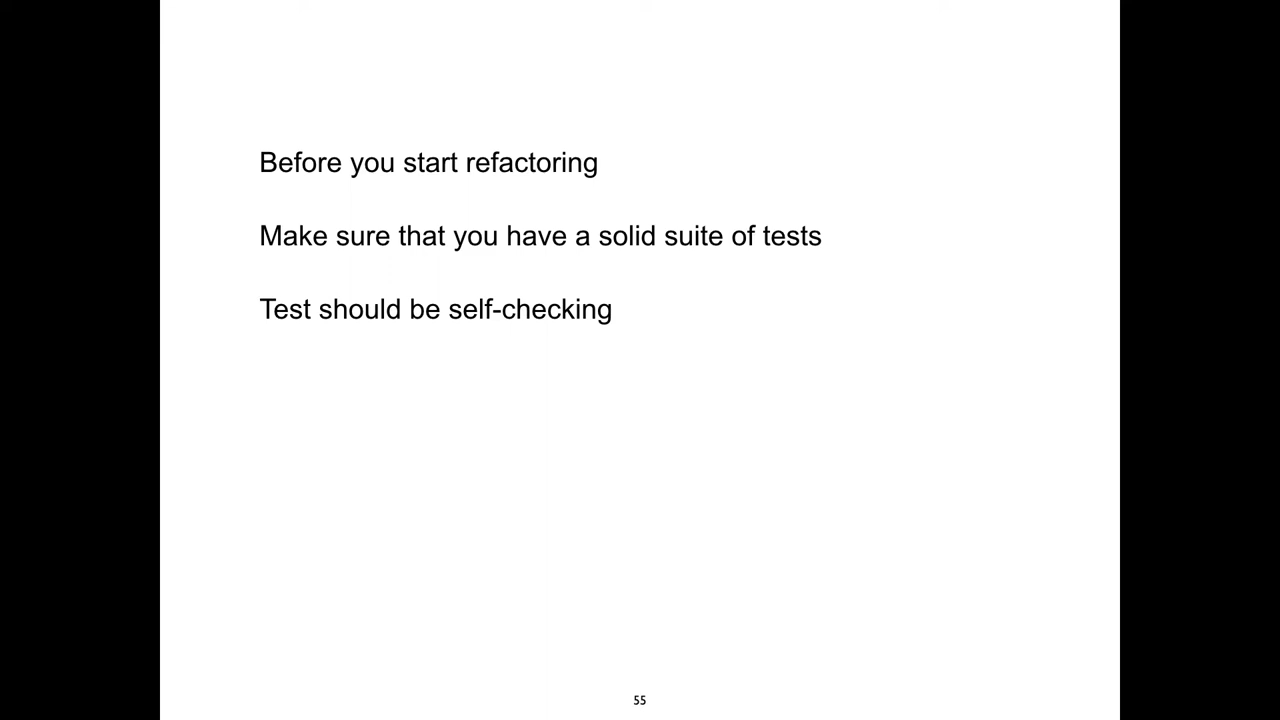 Before you start refactoring
Make sure that you have a solid suite of tests
Test should be self-checking
55